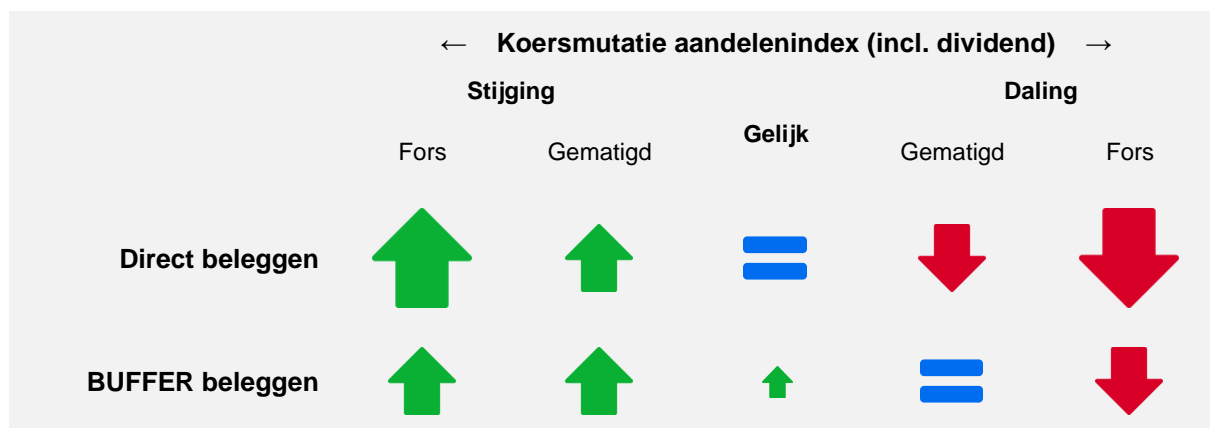 ← Koersmutatie aandelenindex (incl. dividend) →
Stijging Daling
Gelijk
Fors Gematigd Gematigd Fors
Direct beleggen
BUFFER beleggen